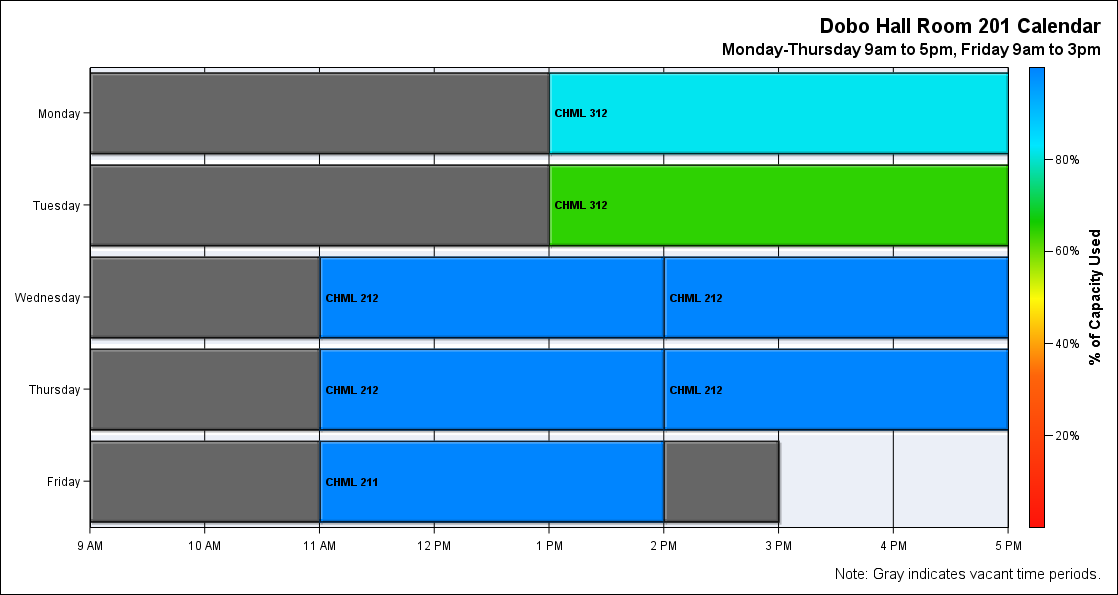 Dobo Hall Room 201 Calendar
Monday-Thursday 9am to 5pm, Friday 9am to 3pm
Monday
CHML 312
80%
Tuesday
CHML 312
60%
% of Capacity Used
Wednesday
CHML 212
CHML 212
40%
Thursday
CHML 212
CHML 212
20%
Friday
CHML 211
9 AM
10 AM
11 AM
12 PM
1 PM
2 PM
3 PM
4 PM
5 PM
Note: Gray indicates vacant time periods.